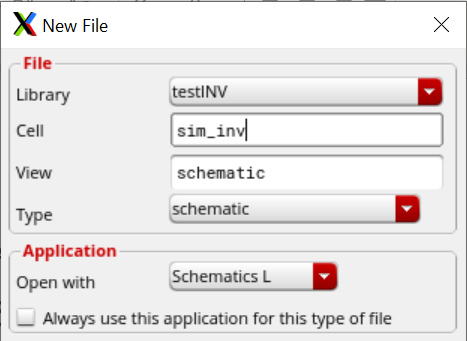 New File
File
Library testINV
Cell sim_inv
View schematic
Type schematic
Application
Open with Schematics L
Always use this application for this type of file